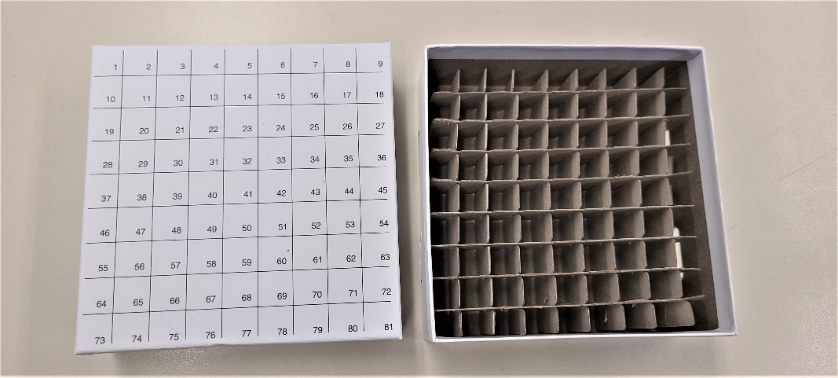 1 2 3 4 5 6 7 8 9
10 11 12 13 14 15 16 17 18
19 20 21 22 23 24 25 26 27
28 29 30 31 32 33 34 35 36
37 38 39 40 41 42 43 44 45
46 47 48 49 50 51 52 53 54
55 56 57 58 59 60 61 62 63
64 65 66 67 68 69 70 71 72
73 74 75 76 77 78 79 80 81